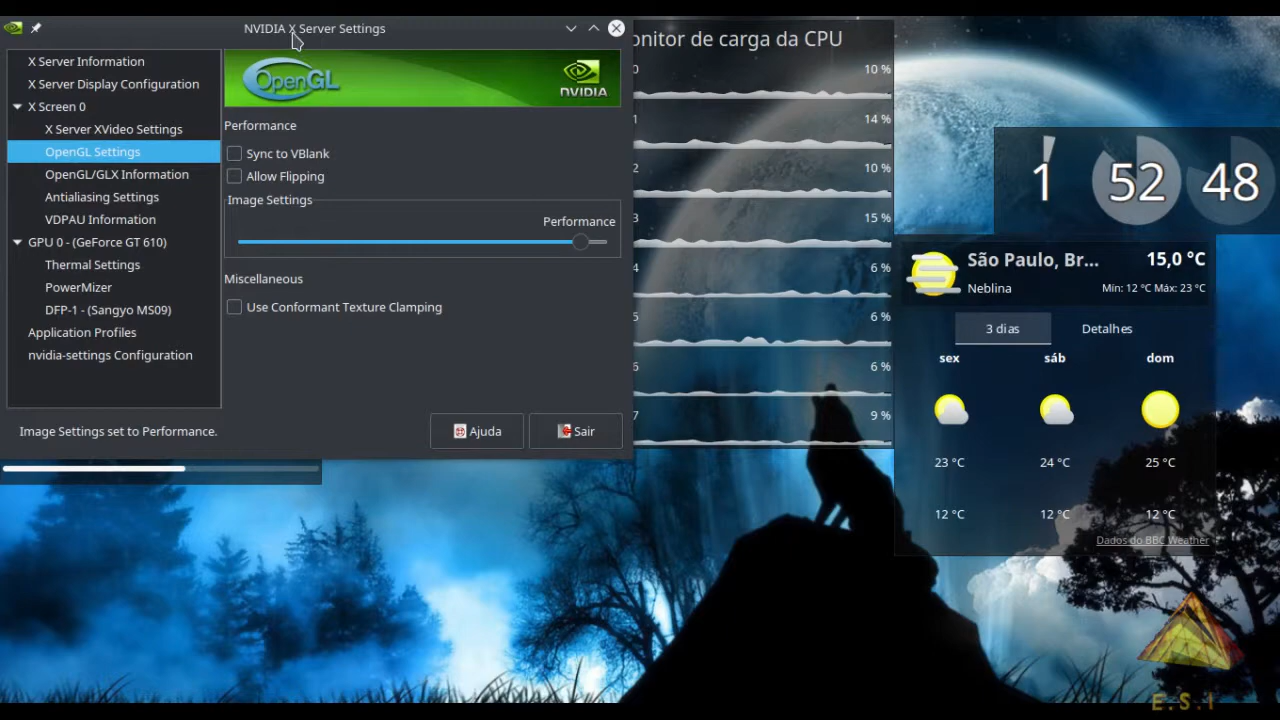 NVIDIA X Server Settings
X Server Information
X Server Display Configuration
X Screen 0
X Server XVideo Settings
OpenGL Settings
OpenGL/GLX Information
Antialiasing Settings
VDPAU Information
GPU 0 - (GeForce GT 610)
Thermal Settings
PowerMizer
DFP-1 - (Sangyo MS09)
Application Profiles
nvidia-settings Configuration
OpenGL
NVIDIA
Performance
Sync to VBlank
Allow Flipping
Image Settings
Performance
Miscellaneous
Use Conformant Texture Clamping
Image Settings set to Performance.
Ajuda
Sair
onitor de carga da CPU
0 10 %
1 14 %
2 10 %
3 15 %
4 6 %
5 6 %
6 6 %
7 9 %
1 52 48
São Paulo, Br... 15,0 °C
Neblina Mín: 12 °C Máx: 23 °C
3 dias Detalhes
sex sáb dom
23 °C 24 °C 25 °C
12 °C 12 °C 12 °C
Dados do BBC Weather
E.S.I